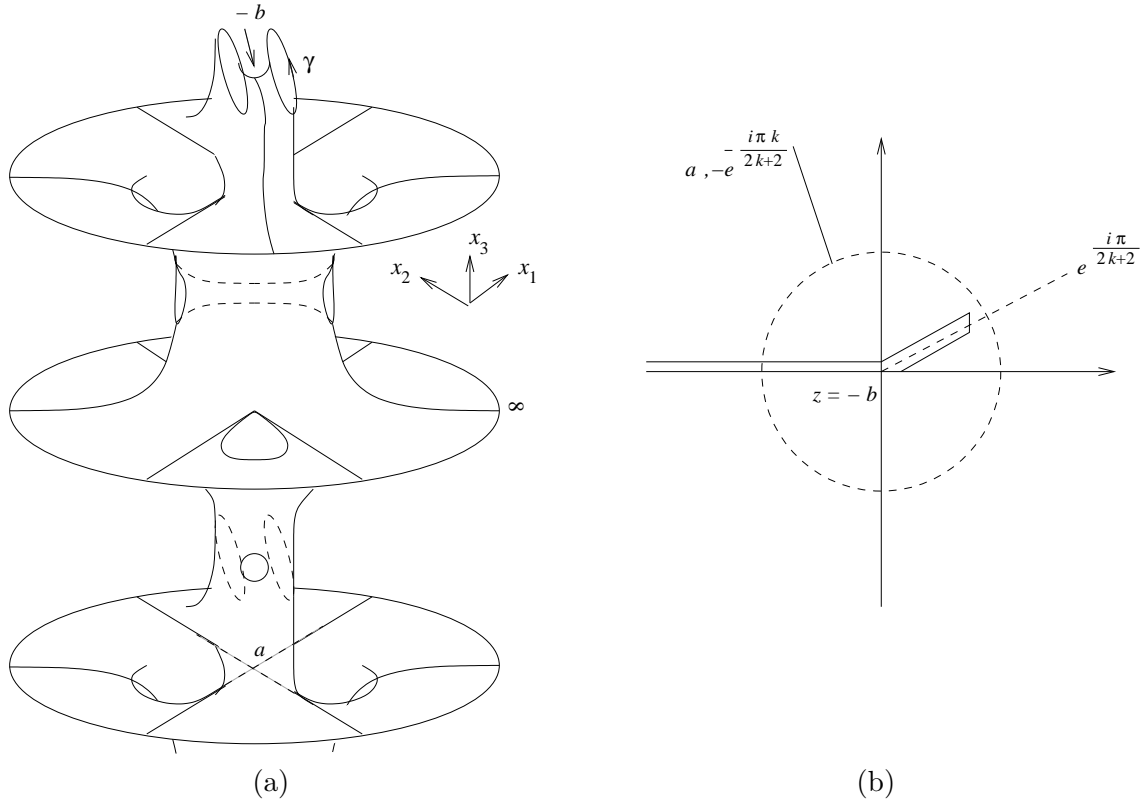 − b
γ
x₃
x₂
x₁
∞
a
(a)
a , −e^{− iπk / 2k+2}
e^{iπ / 2k+2}
z = − b
(b)